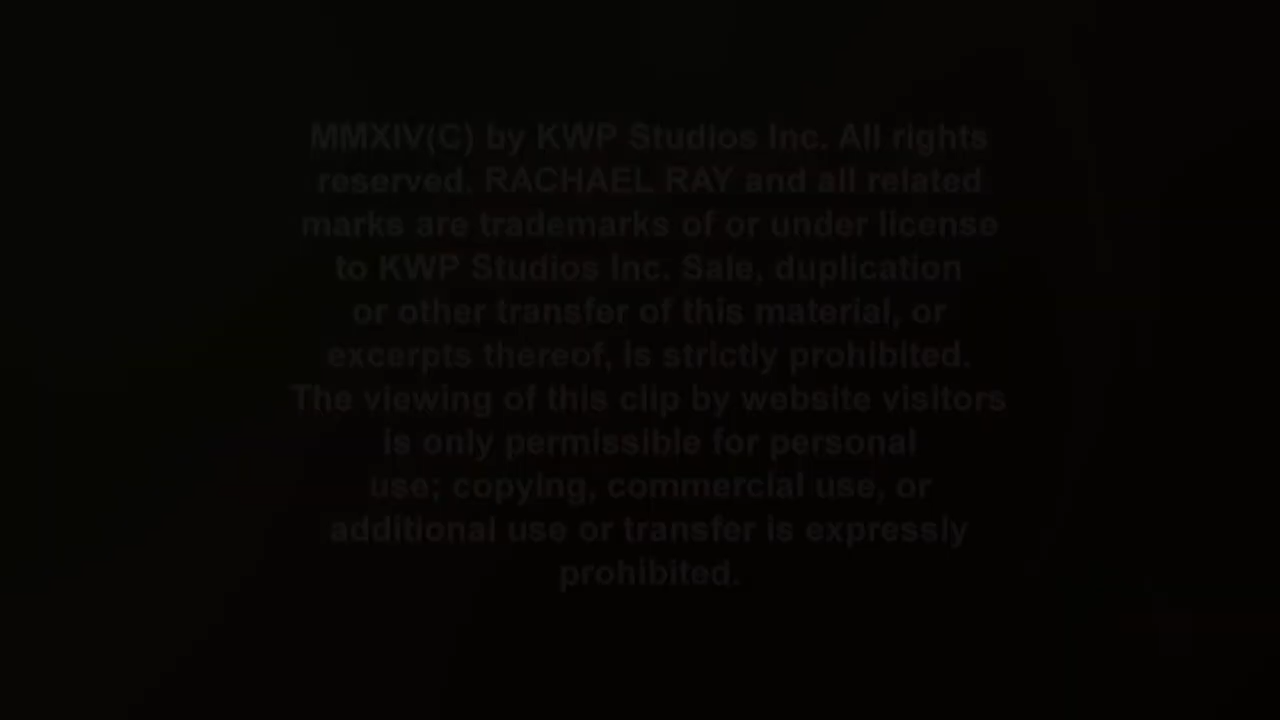 MMXIV(C) by KWP Studios Inc. All rights
reserved. RACHAEL RAY and all related
marks are trademarks of or under license
to KWP Studios Inc. Sale, duplication
or other transfer of this material, or
excerpts thereof, is strictly prohibited.
The viewing of this clip by website visitors
is only permissible for personal
use; copying, commercial use, or
additional use or transfer is expressly
prohibited.